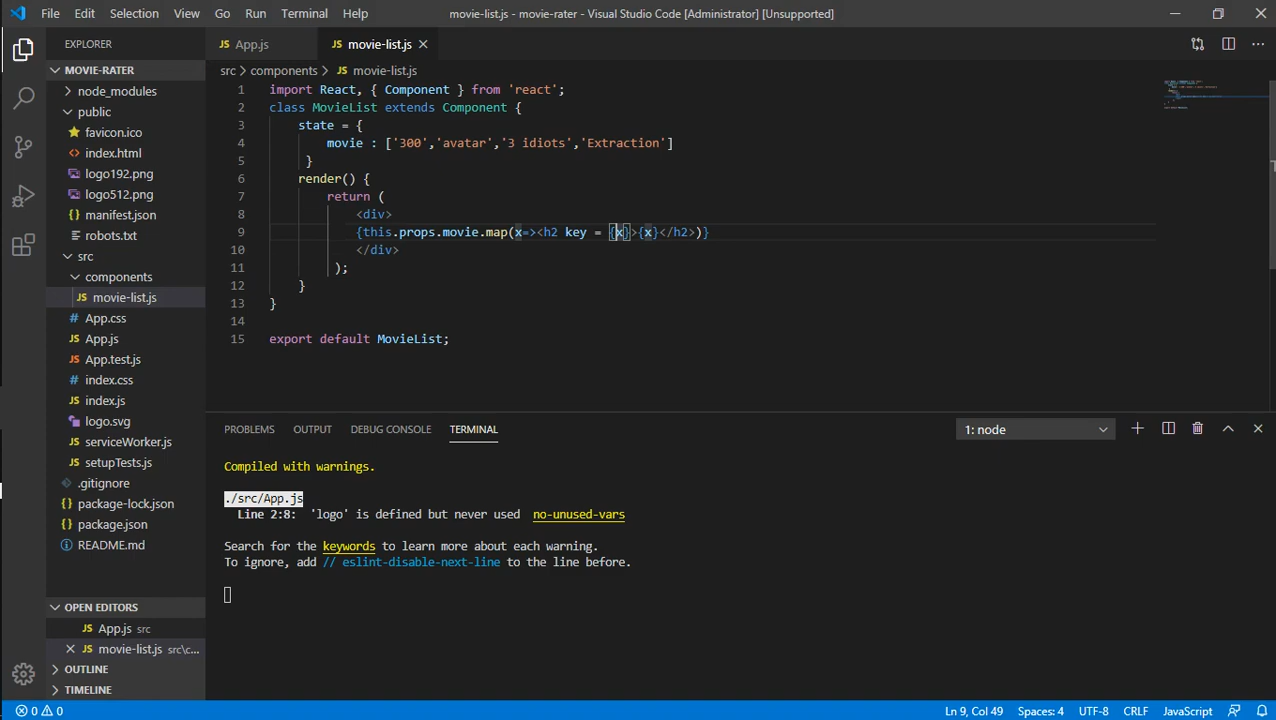 File Edit Selection View Go Run Terminal Help movie-list.js - movie-rater - Visual Studio Code [Administrator] [Unsupported]
EXPLORER
MOVIE-RATER
node_modules
public
favicon.ico
index.html
logo192.png
logo512.png
manifest.json
robots.txt
src
components
movie-list.js
App.css
App.js
App.test.js
index.css
index.js
logo.svg
serviceWorker.js
setupTests.js
.gitignore
package-lock.json
package.json
README.md
OPEN EDITORS
App.js src
movie-list.js src\c...
OUTLINE
TIMELINE
App.js movie-list.js
src > components > JS movie-list.js
1 import React, { Component } from 'react';
2 class MovieList extends Component {
3 state = {
4 movie : ['300','avatar','3 idiots','Extraction']
5 }
6 render() {
7 return (
8 <div>
9 {this.props.movie.map(x=><h2 key = {x}>{x}</h2>)}
10 </div>
11 );
12 }
13 }
14
15 export default MovieList;
PROBLEMS OUTPUT DEBUG CONSOLE TERMINAL 1: node
Compiled with warnings.
./src/App.js
Line 2:8: 'logo' is defined but never used no-unused-vars
Search for the keywords to learn more about each warning.
To ignore, add // eslint-disable-next-line to the line before.
0 0 Ln 9, Col 49 Spaces: 4 UTF-8 CRLF JavaScript